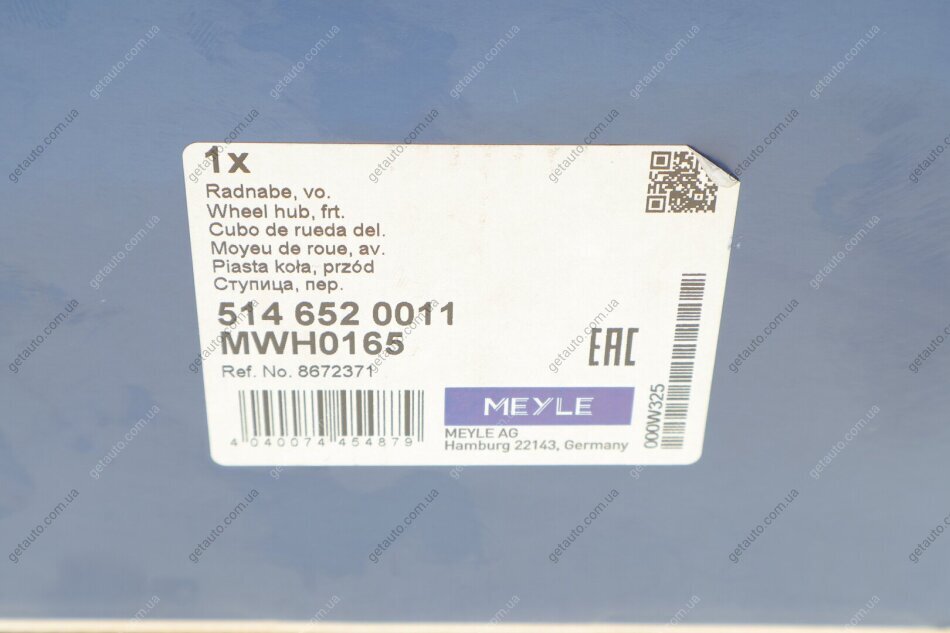 1x
Radnabe, vo.
Wheel hub, frt.
Cubo de rueda del.
Moyeu de roue, av.
Piasta koła, przód
Ступица, пер.
514 652 0011
MWH0165
Ref. No. 8672371
4 040074 454879
EAC
MEYLE
MEYLE AG
Hamburg 22143, Germany
000W325
getauto.com.ua